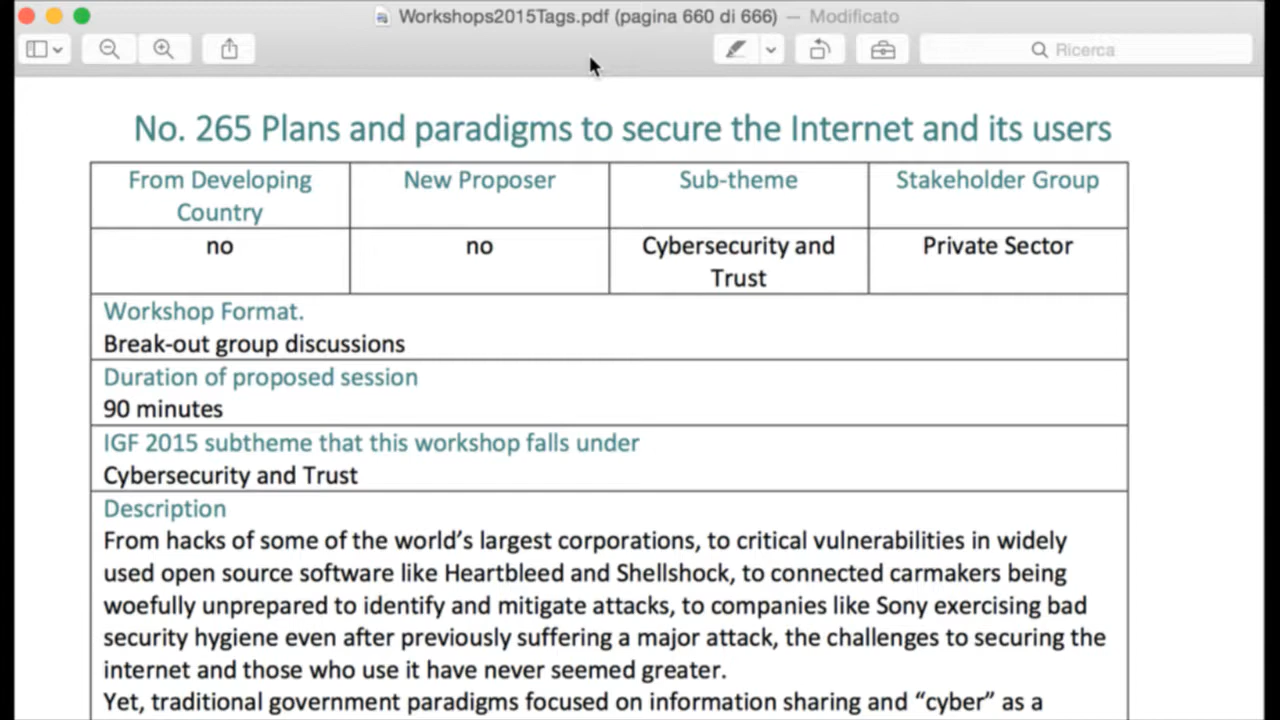 Workshops2015Tags.pdf (pagina 660 di 666) — Modificato
Ricerca
No. 265 Plans and paradigms to secure the Internet and its users
From Developing Country
New Proposer
Sub-theme
Stakeholder Group
no
no
Cybersecurity and Trust
Private Sector
Workshop Format.
Break-out group discussions
Duration of proposed session
90 minutes
IGF 2015 subtheme that this workshop falls under
Cybersecurity and Trust
Description
From hacks of some of the world’s largest corporations, to critical vulnerabilities in widely
used open source software like Heartbleed and Shellshock, to connected carmakers being
woefully unprepared to identify and mitigate attacks, to companies like Sony exercising bad
security hygiene even after previously suffering a major attack, the challenges to securing the
internet and those who use it have never seemed greater.
Yet, traditional government paradigms focused on information sharing and “cyber” as a